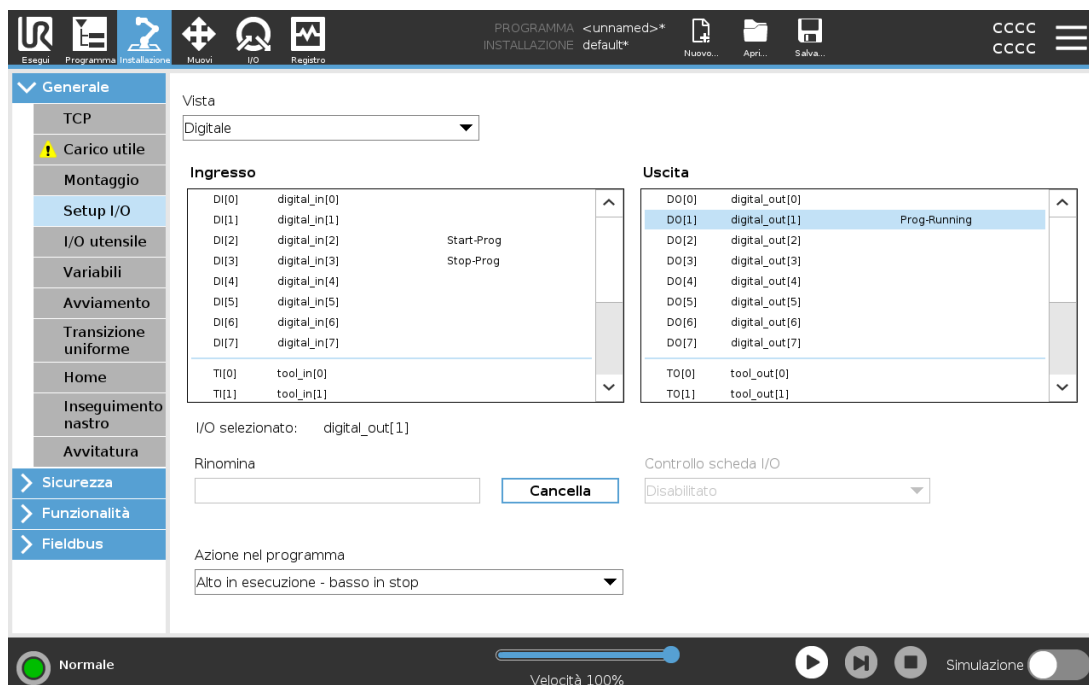 UR
PROGRAMMA <unnamed>*
INSTALLAZIONE default*
CCCC
CCCC
Esegui Programma Installazione Muovi I/O Registro Nuovo... Apri... Salva...
Generale
TCP
Carico utile
Montaggio
Setup I/O
I/O utensile
Variabili
Avviamento
Transizione
uniforme
Home
Inseguimento
nastro
Avvitatura
Sicurezza
Funzionalità
Fieldbus
Vista
Digitale
Ingresso
DI[0] digital_in[0]
DI[1] digital_in[1]
DI[2] digital_in[2] Start-Prog
DI[3] digital_in[3] Stop-Prog
DI[4] digital_in[4]
DI[5] digital_in[5]
DI[6] digital_in[6]
DI[7] digital_in[7]
TI[0] tool_in[0]
TI[1] tool_in[1]
Uscita
DO[0] digital_out[0]
DO[1] digital_out[1] Prog-Running
DO[2] digital_out[2]
DO[3] digital_out[3]
DO[4] digital_out[4]
DO[5] digital_out[5]
DO[6] digital_out[6]
DO[7] digital_out[7]
TO[0] tool_out[0]
TO[1] tool_out[1]
I/O selezionato: digital_out[1]
Rinomina
Cancella
Controllo scheda I/O
Disabilitato
Azione nel programma
Alto in esecuzione - basso in stop
Normale
Velocità 100%
Simulazione